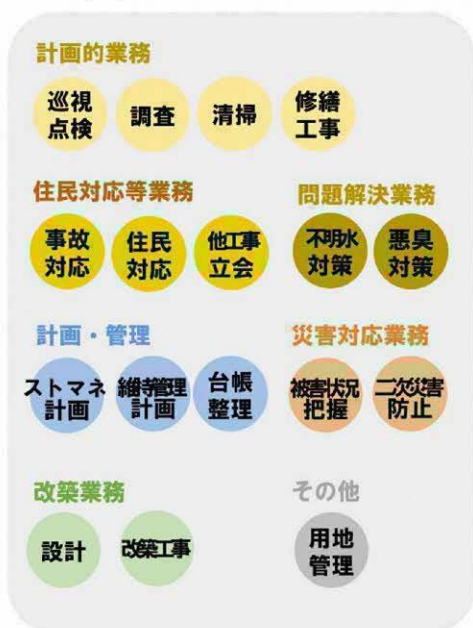 計画的業務
巡視
点検
調査
清掃
修繕
工事
住民対応等業務
事故
対応
住民
対応
他工事
立会
問題解決業務
不明水
対策
悪臭
対策
計画・管理
ストマネ
計画
維持管理
計画
台帳
整理
災害対応業務
被害状況
把握
二次災害
防止
改築業務
設計
改築工事
その他
用地
管理